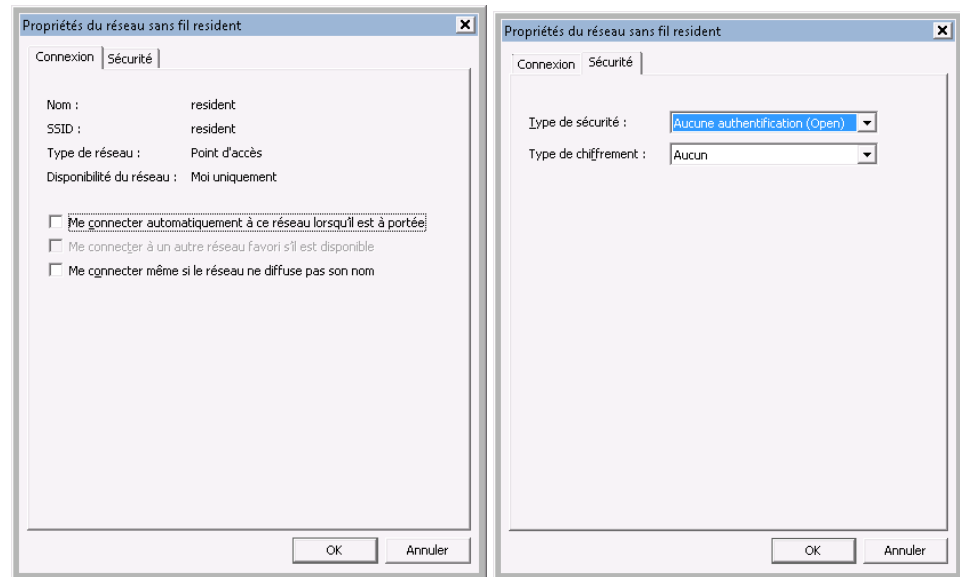 Propriétés du réseau sans fil resident
Connexion Sécurité
Nom : resident
SSID : resident
Type de réseau : Point d'accès
Disponibilité du réseau : Moi uniquement
Me connecter automatiquement à ce réseau lorsqu'il est à portée
Me connecter à un autre réseau favori s'il est disponible
Me connecter même si le réseau ne diffuse pas son nom
OK Annuler
Propriétés du réseau sans fil resident
Connexion Sécurité
Type de sécurité : Aucune authentification (Open)
Type de chiffrement : Aucun
OK Annuler